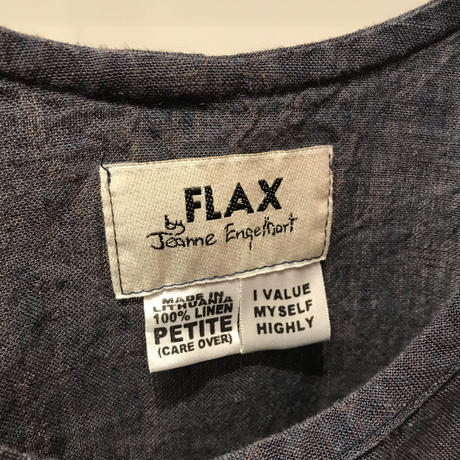 FLAX
by
Jeanne Engelhart
MADE IN
LITHUANIA
100% LINEN
PETITE
(CARE OVER)
I VALUE
MYSELF
HIGHLY